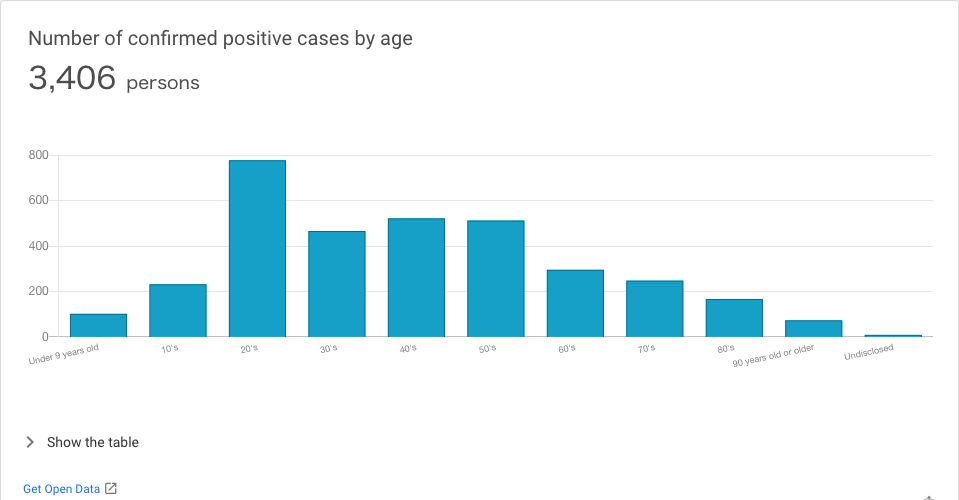 Number of confirmed positive cases by age
3,406 persons
800
600
400
200
0
Under 9 years old 10's 20's 30's 40's 50's 60's 70's 80's 90 years old or older Undisclosed
Show the table
Get Open Data